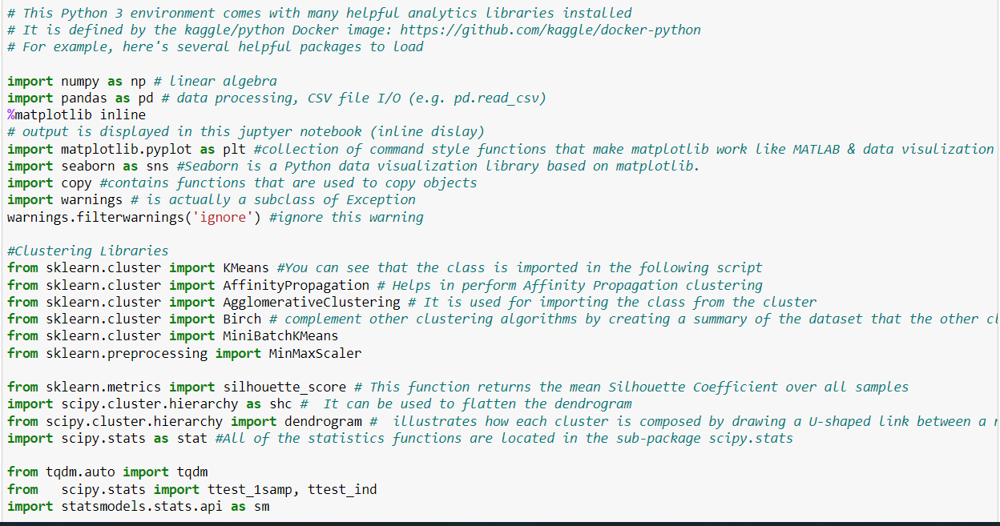 # This Python 3 environment comes with many helpful analytics libraries installed
# It is defined by the kaggle/python Docker image: https://github.com/kaggle/docker-python
# For example, here's several helpful packages to load
import numpy as np # linear algebra
import pandas as pd # data processing, CSV file I/O (e.g. pd.read_csv)
%matplotlib inline
# output is displayed in this juptyer notebook (inline dislay)
import matplotlib.pyplot as plt #collection of command style functions that make matplotlib work like MATLAB & data visulization
import seaborn as sns #Seaborn is a Python data visualization library based on matplotlib.
import copy #contains functions that are used to copy objects
import warnings # is actually a subclass of Exception
warnings.filterwarnings('ignore') #ignore this warning
#Clustering Libraries
from sklearn.cluster import KMeans #You can see that the class is imported in the following script
from sklearn.cluster import AffinityPropagation # Helps in perform Affinity Propagation clustering
from sklearn.cluster import AgglomerativeClustering # It is used for importing the class from the cluster
from sklearn.cluster import Birch # complement other clustering algorithms by creating a summary of the dataset that the other
from sklearn.cluster import MiniBatchKMeans
from sklearn.preprocessing import MinMaxScaler
from sklearn.metrics import silhouette_score # This function returns the mean Silhouette Coefficient over all samples
import scipy.cluster.hierarchy as shc #  It can be used to flatten the dendrogram
from scipy.cluster.hierarchy import dendrogram #  illustrates how each cluster is composed by drawing a U-shaped link between a
import scipy.stats as stat #All of the statistics functions are located in the sub-package scipy.stats
from tqdm.auto import tqdm
from   scipy.stats import ttest_1samp, ttest_ind
import statsmodels.stats.api as sm